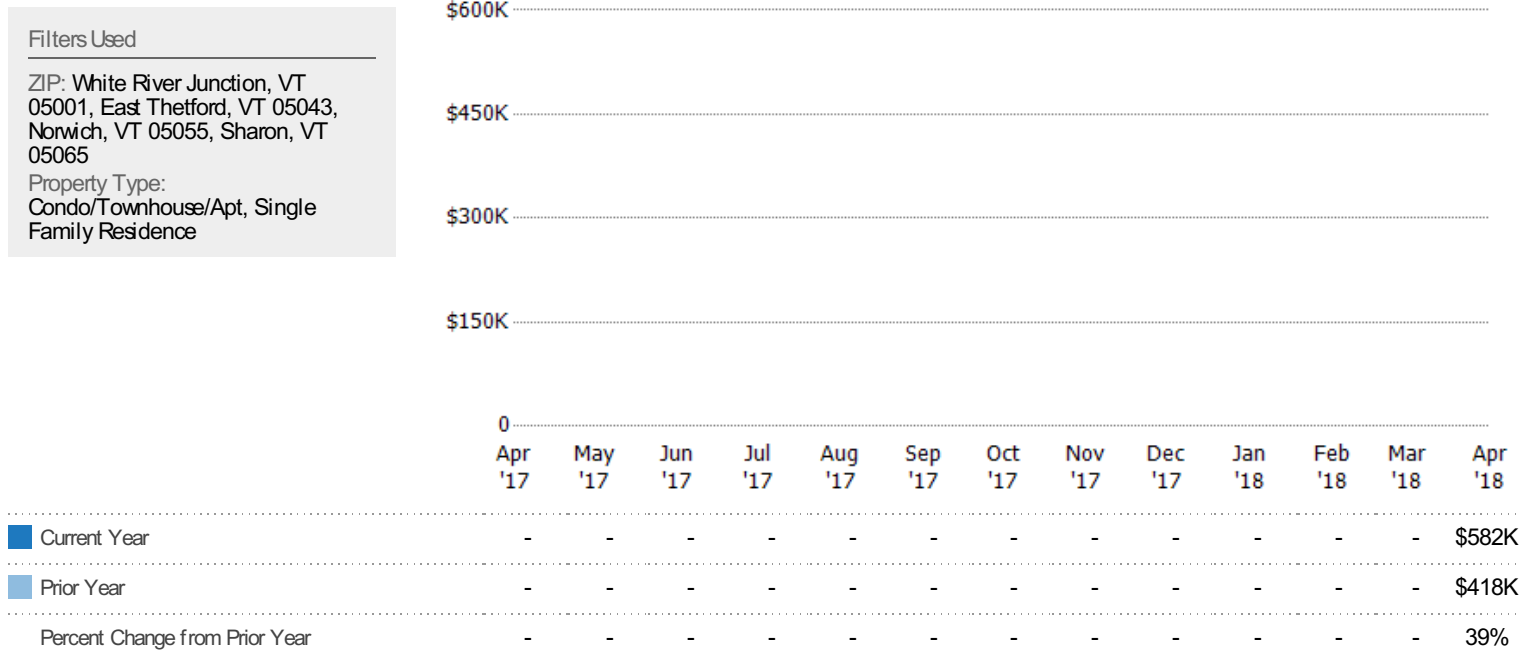 Filters Used
ZIP: White River Junction, VT
05001, East Thetford, VT 05043,
Norwich, VT 05055, Sharon, VT
05065
Property Type:
Condo/Townhouse/Apt, Single
Family Residence
$600K
$450K
$300K
$150K
0
Apr '17 May '17 Jun '17 Jul '17 Aug '17 Sep '17 Oct '17 Nov '17 Dec '17 Jan '18 Feb '18 Mar '18 Apr '18
Current Year - - - - - - - - - - - - $582K
Prior Year - - - - - - - - - - - - $418K
Percent Change from Prior Year - - - - - - - - - - - - 39%